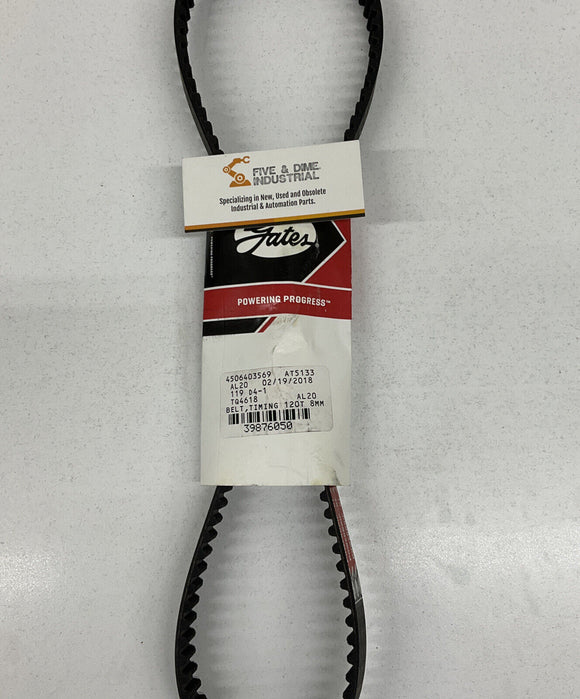 FIVE & DIME
INDUSTRIAL
Specializing in New, Used and Obsolete
Industrial & Automation Parts.
Gates
POWERING PROGRESS™
4506403569 AT5133
AL20 02/19/2018
119 D4-1
TQ4618 AL20
BELT,TIMING 120T 8MM
39876050